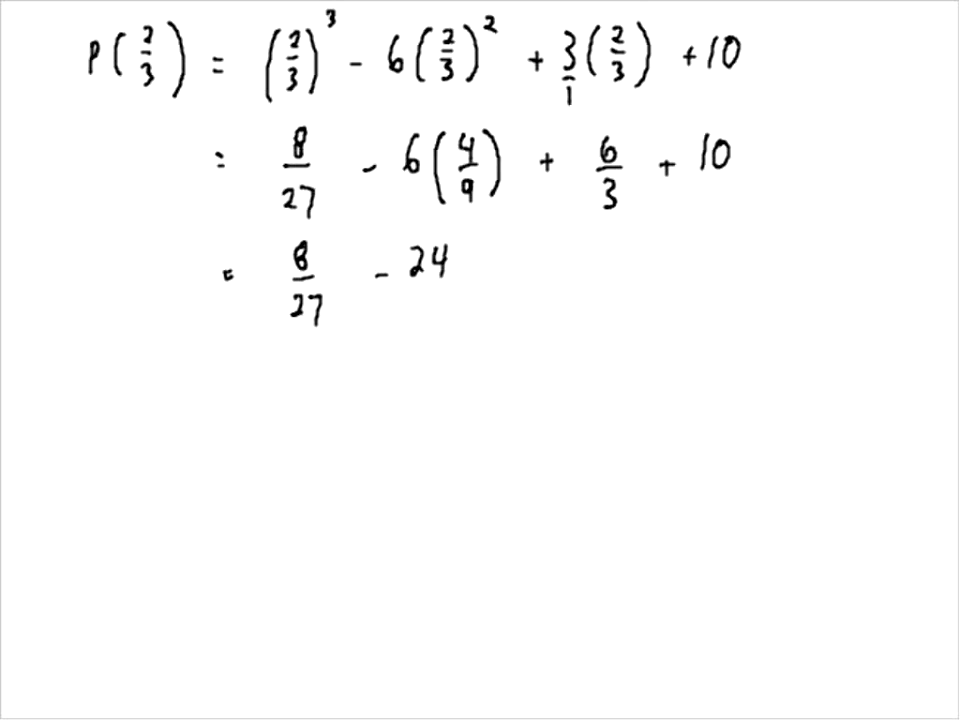 P(2/3) = (2/3)³ - 6(2/3)² + 3/1(2/3) + 10
= 8/27 - 6(4/9) + 6/3 + 10
= 8/27 - 24